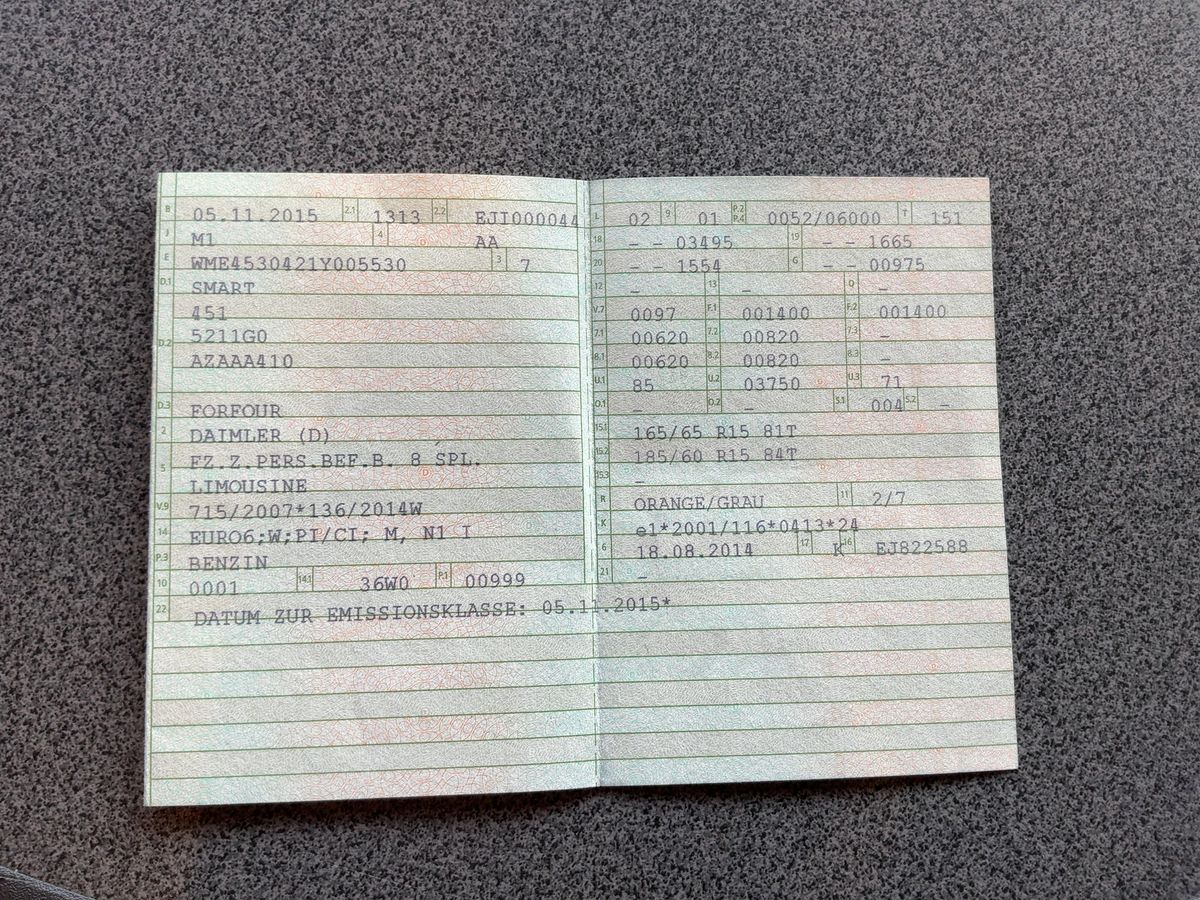 B 05.11.2015 2.1 1313 2.2 EJI000044
J M1 4 AA
E WME4530421Y005530 3 7
D.1 SMART
451
D.2 5211G0
AZAAA410
D.3 FORFOUR
2 DAIMLER (D)
5 FZ.Z.PERS.BEF.B. 8 SPL.
LIMOUSINE
V.9 715/2007*136/2014W
14 EURO6;W;PI/CI; M, N1 I
P.3 BENZIN
10 0001 14.1 36W0 P.1 00999
22 DATUM ZUR EMISSIONSKLASSE: 05.11.2015*
L 02 9 01 P.2 P.4 0052/06000 T 151
18 - - 03495 19 - - 1665
20 - - 1554 G - - 00975
12 - 13 - Q -
V.7 0097 F.1 001400 F.2 001400
7.1 00620 7.2 00820 7.3 -
8.1 00620 8.2 00820 8.3 -
U.1 85 U.2 03750 U.3 71
O.1 - O.2 - S.1 004 S.2 -
15.1 165/65 R15 81T
15.2 185/60 R15 84T
15.3 -
R ORANGE/GRAU 11 2/7
K e1*2001/116*0413*24
6 18.08.2014 17 K 16 EJ822588
21 -